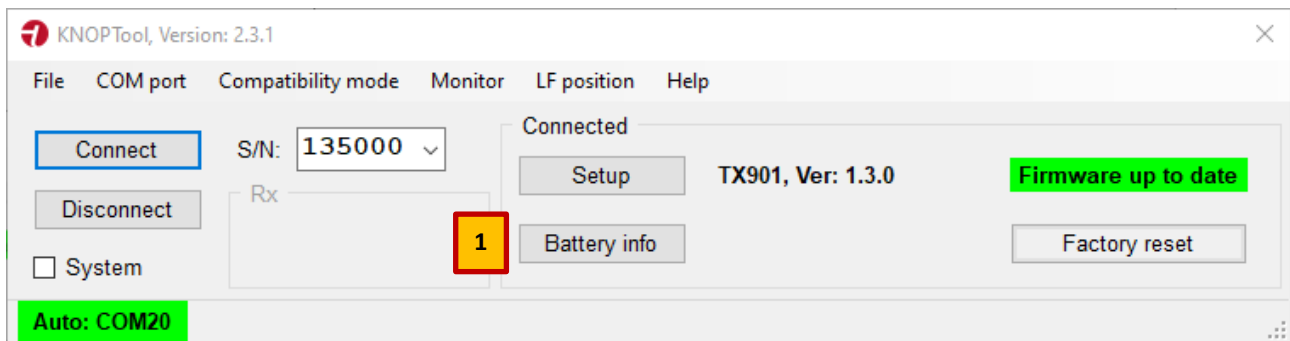 KNOPTool, Version: 2.3.1
File COM port Compatibility mode Monitor LF position Help
Connect
S/N: 135000
Disconnect
Rx
System
Connected
Setup
TX901, Ver: 1.3.0
Firmware up to date
1
Battery info
Factory reset
Auto: COM20